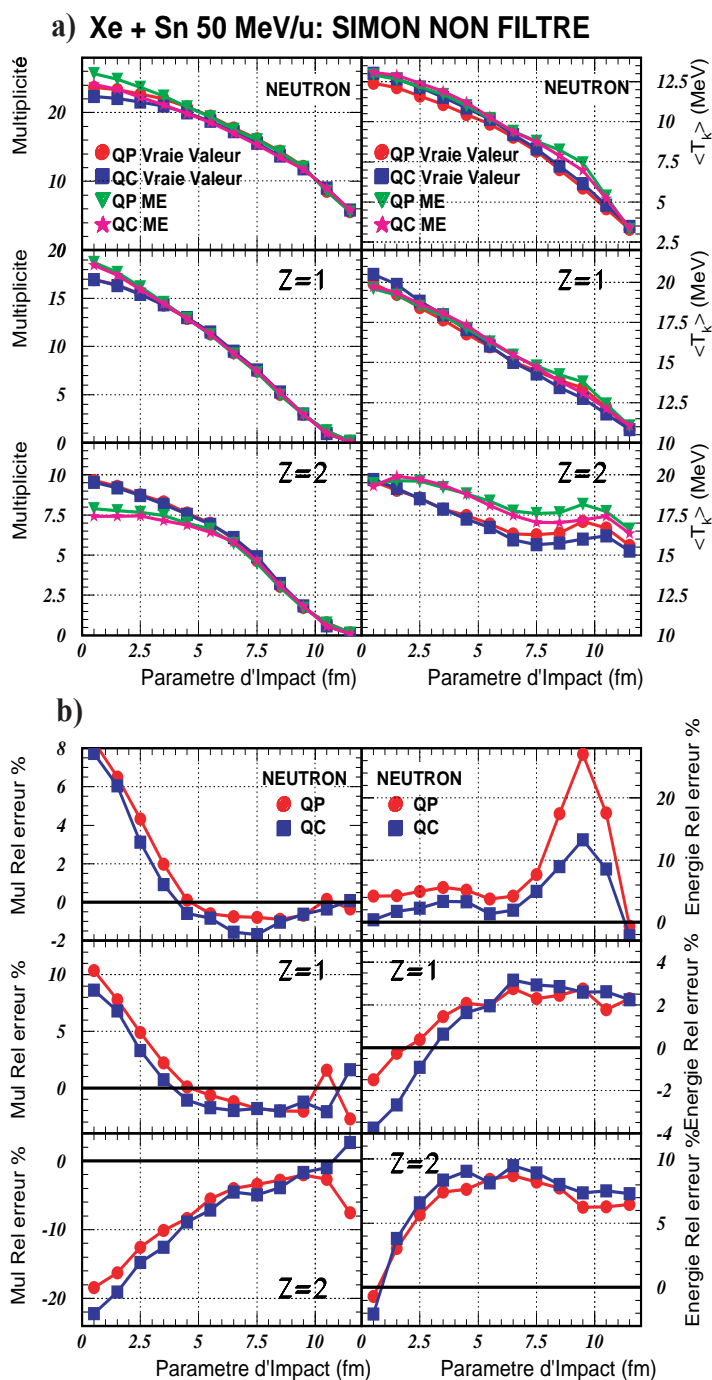 a) Xe + Sn 50 MeV/u: SIMON NON FILTRE
Multiplicité
20
10
NEUTRON
QP Vraie Valeur
QC Vraie Valeur
QP ME
QC ME
NEUTRON
QP Vraie Valeur
QC Vraie Valeur
QP ME
QC ME
12.5
10
7.5
5
2.5
<T_k> (MeV)
Multiplicite
20
15
10
5
0
Z=1
Z=1
20
17.5
15
12.5
10
<T_k> (MeV)
Multiplicite
10
7.5
5
2.5
0
Z=2
Z=2
20
17.5
15
12.5
10
<T_k> (MeV)
0 2.5 5 7.5 10
0 2.5 5 7.5 10
Parametre d'Impact (fm)
Parametre d'Impact (fm)
b)
Mul Rel erreur %
8
6
4
2
0
-2
NEUTRON
QP
QC
NEUTRON
QP
QC
20
10
0
Energie Rel erreur %
Mul Rel erreur %
10
5
0
Z=1
Z=1
4
2
0
-2
-4
Energie Rel erreur %
Mul Rel erreur %
0
-10
-20
Z=2
Z=2
10
5
0
Energie Rel erreur %
0 2.5 5 7.5 10
0 2.5 5 7.5 10
Parametre d'Impact (fm)
Parametre d'Impact (fm)